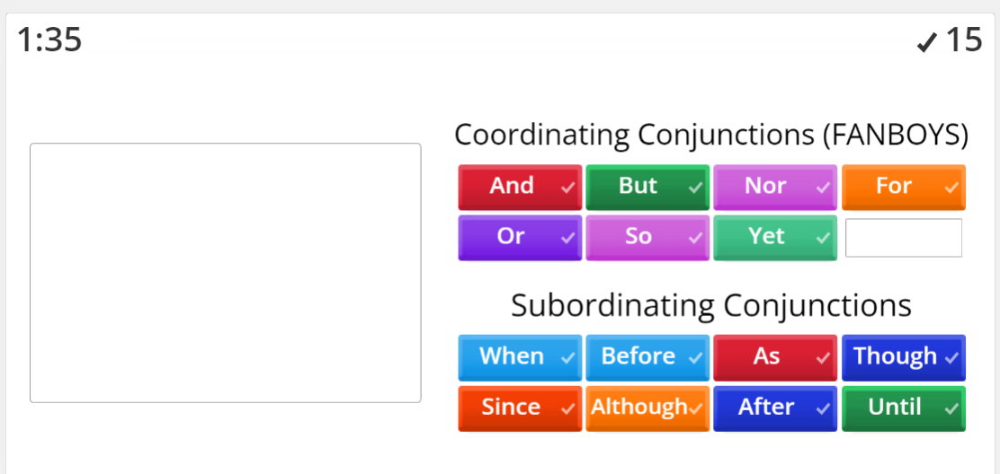 1:35
✓ 15
Coordinating Conjunctions (FANBOYS)
And ✓ But ✓ Nor ✓ For ✓
Or ✓ So ✓ Yet ✓
Subordinating Conjunctions
When ✓ Before ✓ As ✓ Though ✓
Since ✓ Although ✓ After ✓ Until ✓